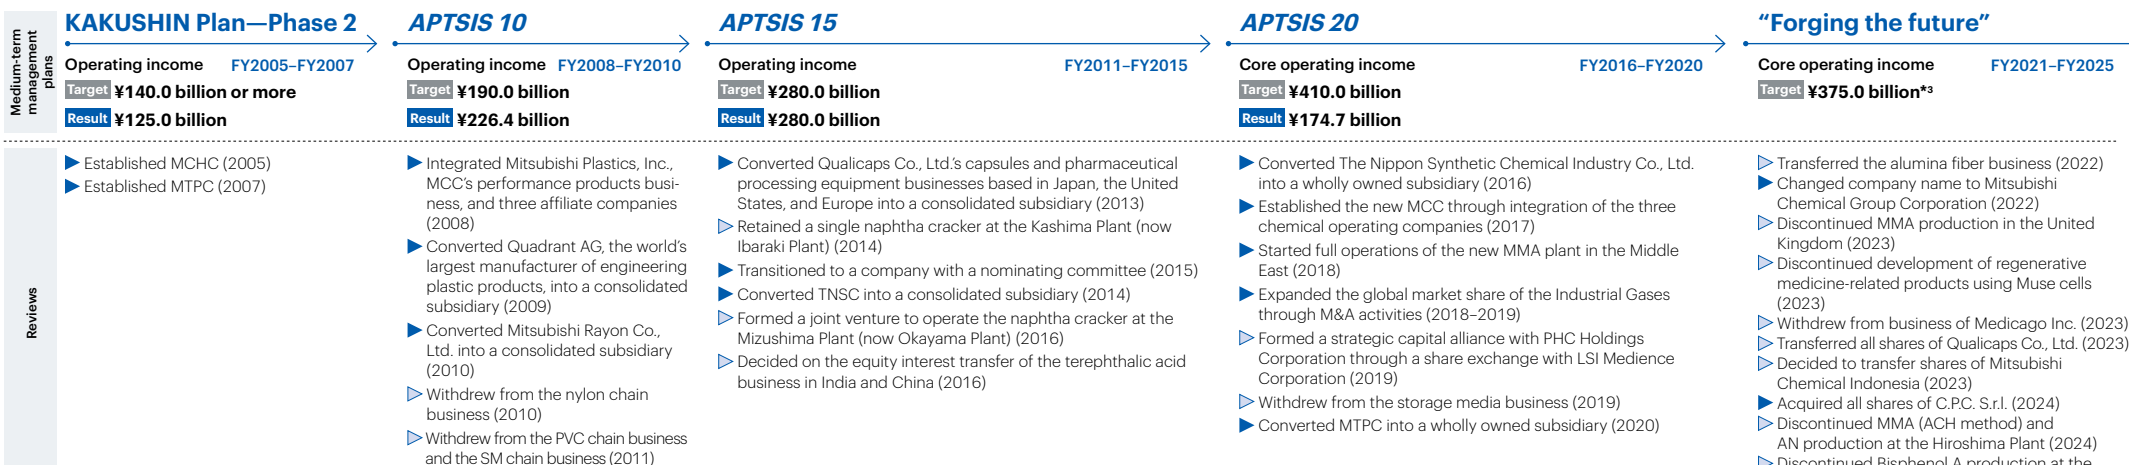 Medium-term
management
plans
KAKUSHIN Plan—Phase 2
Operating income FY2005–FY2007
Target ¥140.0 billion or more
Result ¥125.0 billion
APTSIS 10
Operating income FY2008–FY2010
Target ¥190.0 billion
Result ¥226.4 billion
APTSIS 15
Operating income FY2011–FY2015
Target ¥280.0 billion
Result ¥280.0 billion
APTSIS 20
Core operating income FY2016–FY2020
Target ¥410.0 billion
Result ¥174.7 billion
“Forging the future”
Core operating income FY2021–FY2025
Target ¥375.0 billion*3
Reviews
Established MCHC (2005)
Established MTPC (2007)
Integrated Mitsubishi Plastics, Inc.,
MCC’s performance products busi-
ness, and three affiliate companies
(2008)
Converted Quadrant AG, the world’s
largest manufacturer of engineering
plastic products, into a consolidated
subsidiary (2009)
Converted Mitsubishi Rayon Co.,
Ltd. into a consolidated subsidiary
(2010)
Withdrew from the nylon chain
business (2010)
Withdrew from the PVC chain business
and the SM chain business (2011)
Converted Qualicaps Co., Ltd.’s capsules and pharmaceutical
processing equipment businesses based in Japan, the United
States, and Europe into a consolidated subsidiary (2013)
Retained a single naphtha cracker at the Kashima Plant (now
Ibaraki Plant) (2014)
Transitioned to a company with a nominating committee (2015)
Converted TNSC into a consolidated subsidiary (2014)
Formed a joint venture to operate the naphtha cracker at the
Mizushima Plant (now Okayama Plant) (2016)
Decided on the equity interest transfer of the terephthalic acid
business in India and China (2016)
Converted The Nippon Synthetic Chemical Industry Co., Ltd.
into a wholly owned subsidiary (2016)
Established the new MCC through integration of the three
chemical operating companies (2017)
Started full operations of the new MMA plant in the Middle
East (2018)
Expanded the global market share of the Industrial Gases
through M&A activities (2018–2019)
Formed a strategic capital alliance with PHC Holdings
Corporation through a share exchange with LSI Medience
Corporation (2019)
Withdrew from the storage media business (2019)
Converted MTPC into a wholly owned subsidiary (2020)
Transferred the alumina fiber business (2022)
Changed company name to Mitsubishi
Chemical Group Corporation (2022)
Discontinued MMA production in the United
Kingdom (2023)
Discontinued development of regenerative
medicine-related products using Muse cells
(2023)
Withdrew from business of Medicago Inc. (2023)
Transferred all shares of Qualicaps Co., Ltd. (2023)
Decided to transfer shares of Mitsubishi
Chemical Indonesia (2023)
Acquired all shares of C.P.C. S.r.l. (2024)
Discontinued MMA (ACH method) and
AN production at the Hiroshima Plant (2024)
Discontinued Bisphenol A production at the